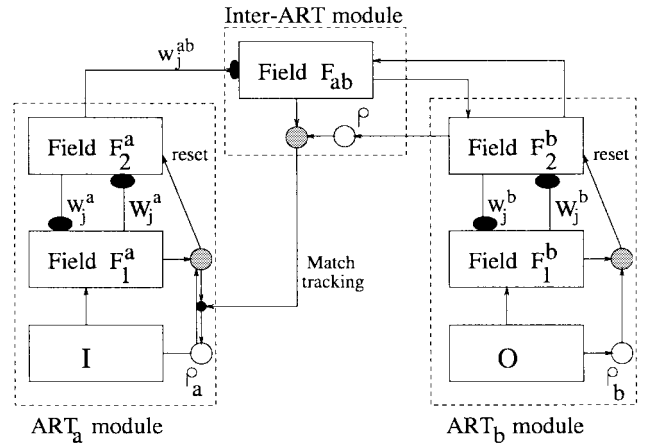 Inter-ART module
w_j^ab
Field F_ab
ρ
Field F_2^a
reset
w_j^a
W_j^a
Field F_1^a
I
ρ_a
ART_a module
Match
tracking
Field F_2^b
reset
w_j^b
W_j^b
Field F_1^b
O
ρ_b
ART_b module